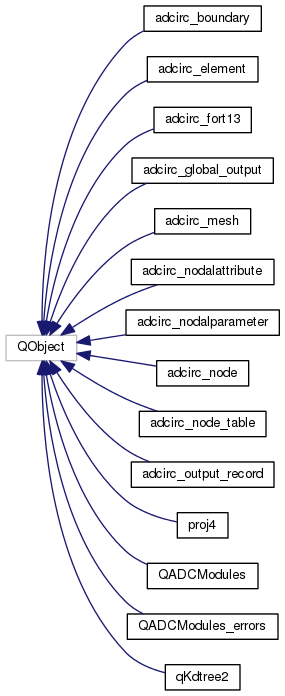 adcirc_boundary
adcirc_element
adcirc_fort13
adcirc_global_output
adcirc_mesh
adcirc_nodalattribute
adcirc_nodalparameter
QObject
adcirc_node
adcirc_node_table
adcirc_output_record
proj4
QADCModules
QADCModules_errors
qKdtree2